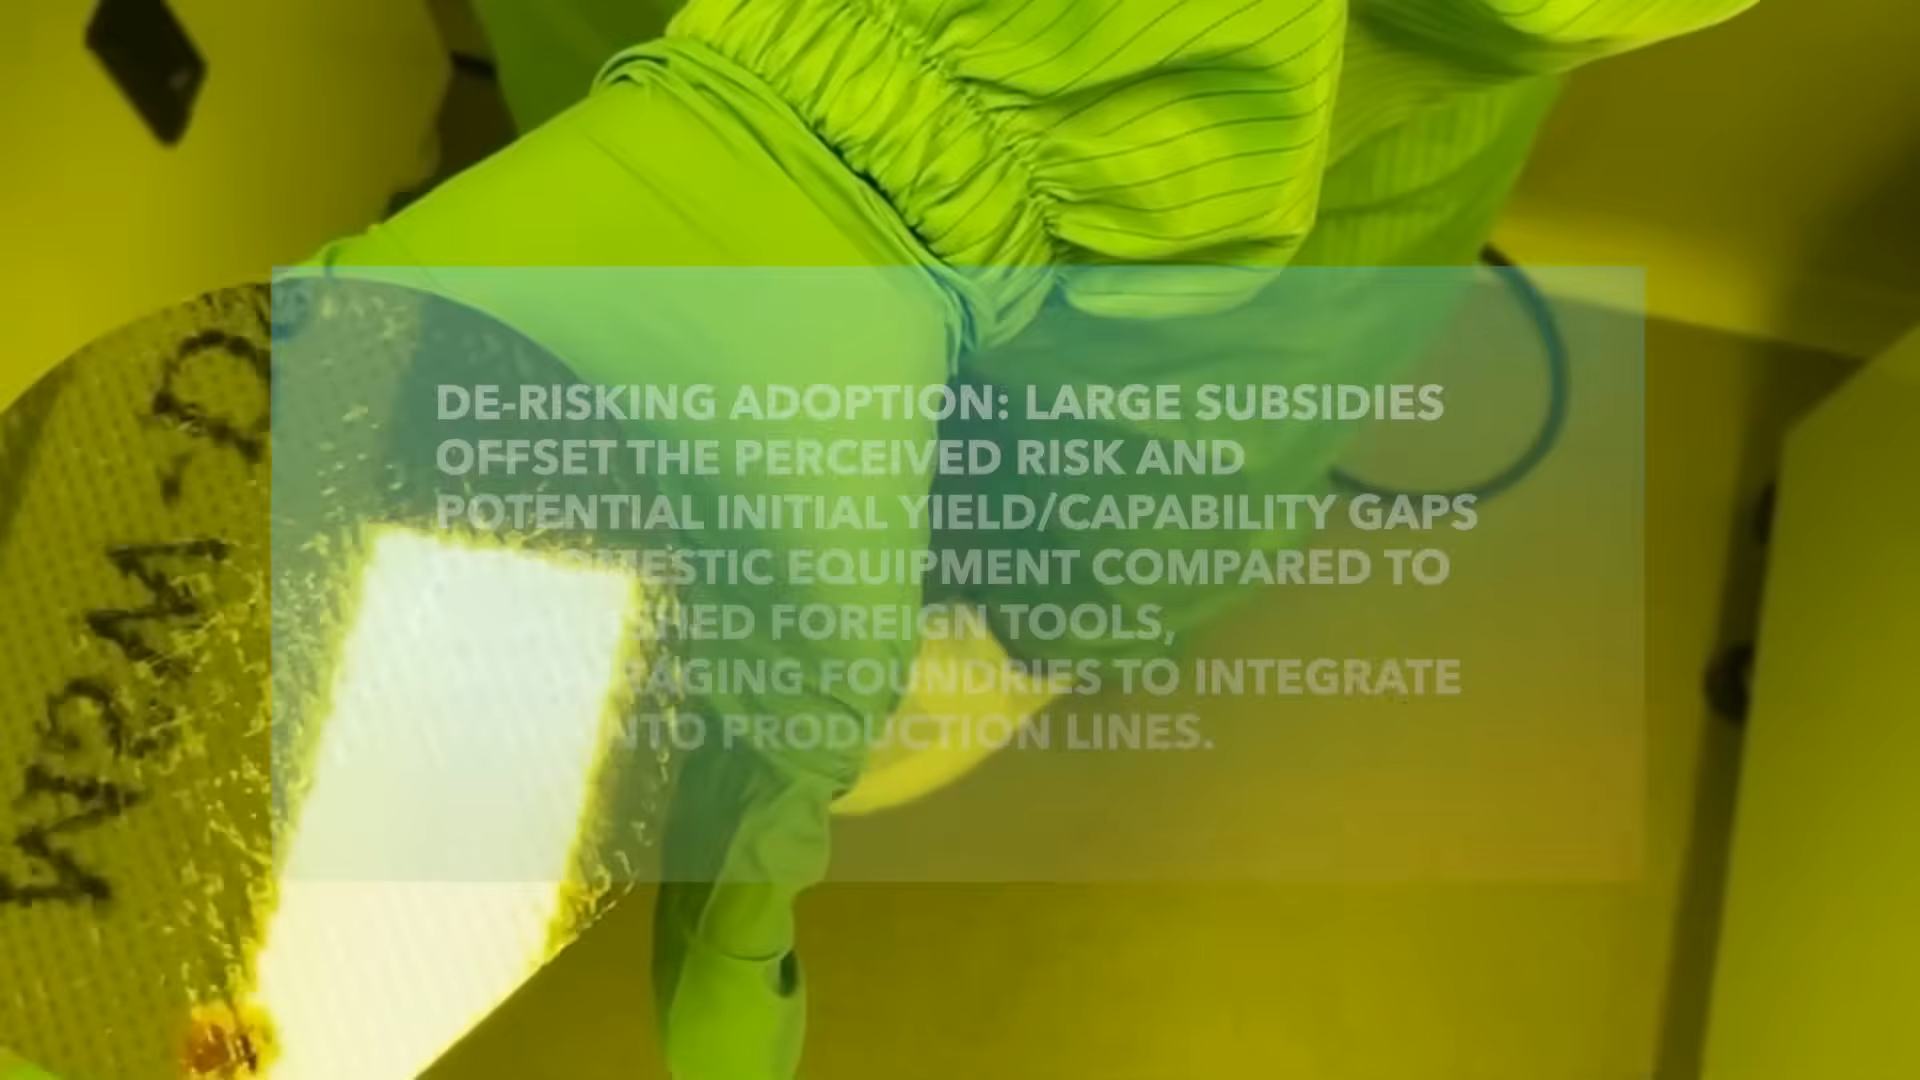 DE-RISKING ADOPTION: LARGE SUBSIDIES
OFFSET THE PERCEIVED RISK AND
POTENTIAL INITIAL YIELD/CAPABILITY GAPS
EQUIPMENT COMPARED TO
FOREIGN TOOLS,
FOUNDRIES TO INTEGRATE
PRODUCTION LINES.